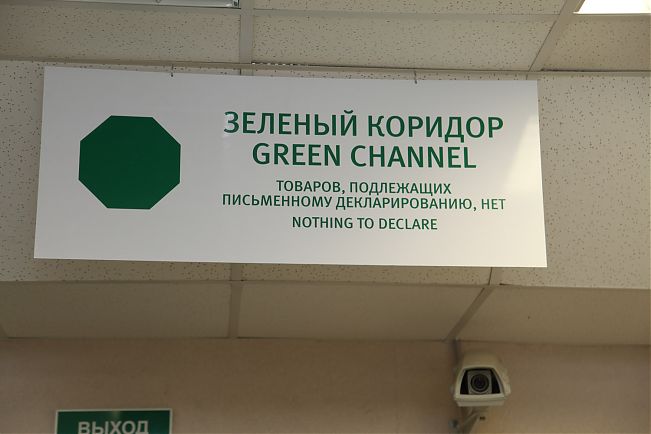 ЗЕЛЕНЫЙ КОРИДОР
GREEN CHANNEL
ТОВАРОВ, ПОДЛЕЖАЩИХ
ПИСЬМЕННОМУ ДЕКЛАРИРОВАНИЮ, НЕТ
NOTHING TO DECLARE
ВЫХОД